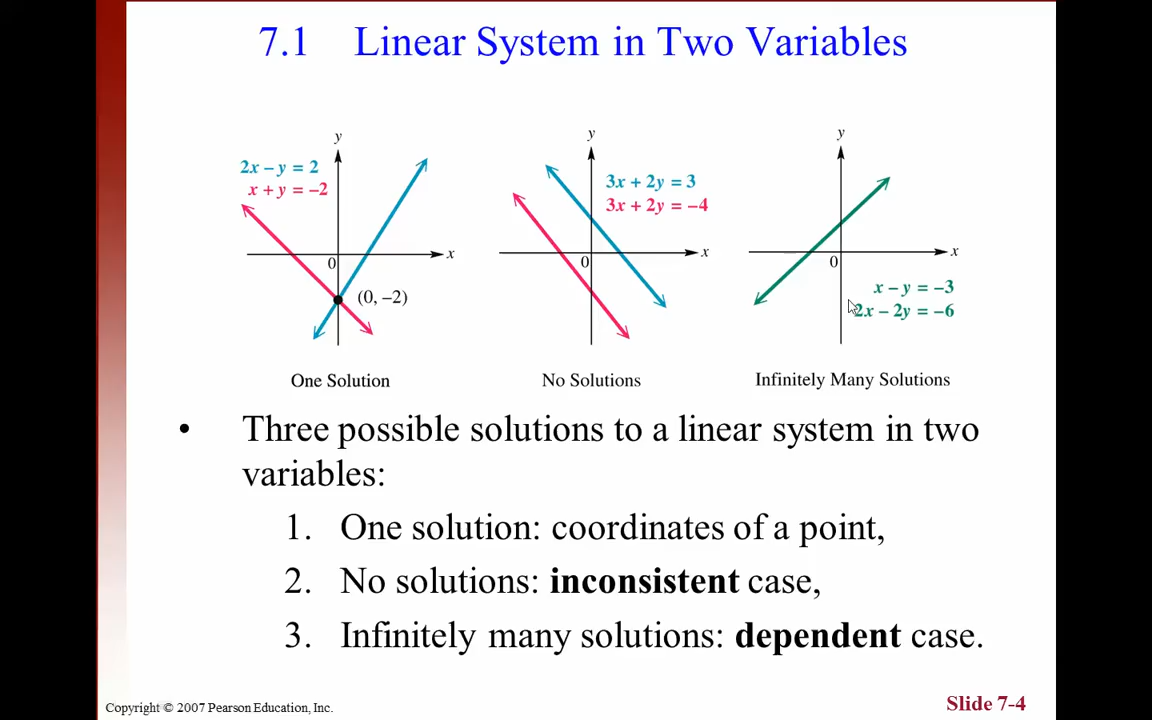 7.1 Linear System in Two Variables
y
2x – y = 2
x + y = –2
x
0
(0, –2)
One Solution
y
3x + 2y = 3
3x + 2y = –4
x
0
No Solutions
y
x
0
x – y = –3
2x – 2y = –6
Infinitely Many Solutions
• Three possible solutions to a linear system in two
variables:
1. One solution: coordinates of a point,
2. No solutions: inconsistent case,
3. Infinitely many solutions: dependent case.
Copyright © 2007 Pearson Education, Inc.
Slide 7-4